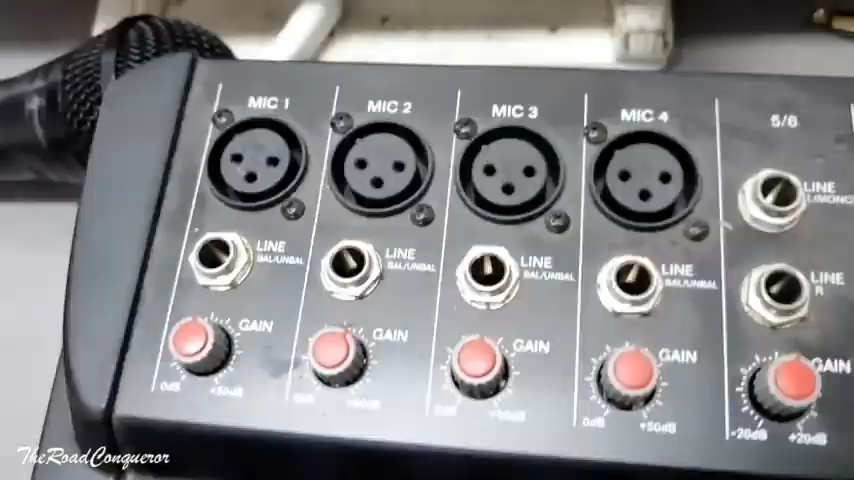 MIC 1
MIC 2
MIC 3
MIC 4
5/6
LINE
BAL/UNBAL
LINE
BAL/UNBAL
LINE
BAL/UNBAL
LINE
BAL/UNBAL
LINE
L(MONO
LINE
R
GAIN
0dB
+50dB
GAIN
GAIN
GAIN
0dB
+50dB
GAIN
-20dB
+20dB
TheRoadConqueror